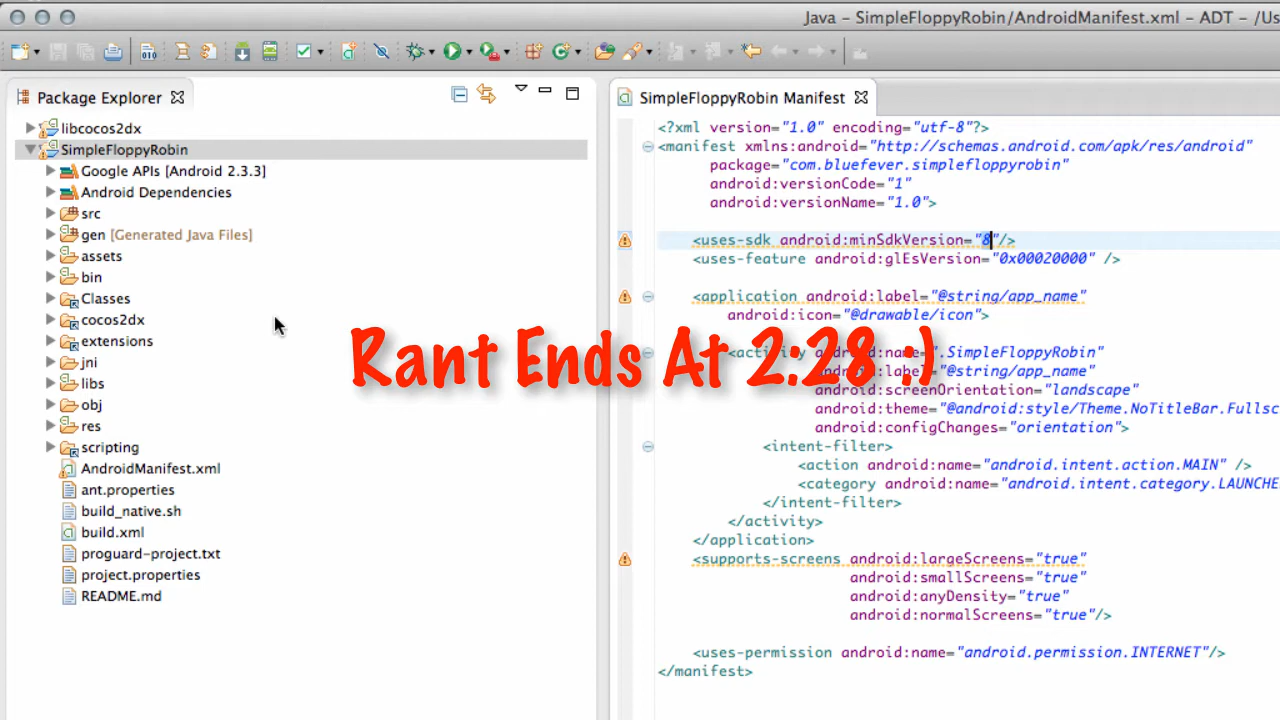 Java – SimpleFloppyRobin/AndroidManifest.xml – ADT – /Us
Package Explorer
libcocos2dx
SimpleFloppyRobin
Google APIs [Android 2.3.3]
Android Dependencies
src
gen [Generated Java Files]
assets
bin
Classes
cocos2dx
extensions
jni
libs
obj
res
scripting
AndroidManifest.xml
ant.properties
build_native.sh
build.xml
proguard-project.txt
project.properties
README.md
SimpleFloppyRobin Manifest
<?xml version="1.0" encoding="utf-8"?>
<manifest xmlns:android="http://schemas.android.com/apk/res/android"
package="com.bluefever.simplefloppyrobin"
android:versionCode="1"
android:versionName="1.0">
<uses-sdk android:minSdkVersion="8"/>
<uses-feature android:glEsVersion="0x00020000" />
<application android:label="@string/app_name"
android:icon="@drawable/icon">
<activity android:name=".SimpleFloppyRobin"
android:label="@string/app_name"
android:screenOrientation="landscape"
android:theme="@android:style/Theme.NoTitleBar.Fullsc
android:configChanges="orientation">
<intent-filter>
<action android:name="android.intent.action.MAIN" />
<category android:name="android.intent.category.LAUNCHE
</intent-filter>
</activity>
</application>
<supports-screens android:largeScreens="true"
android:smallScreens="true"
android:anyDensity="true"
android:normalScreens="true"/>
<uses-permission android:name="android.permission.INTERNET"/>
</manifest>
Rant Ends At 2:28 :)